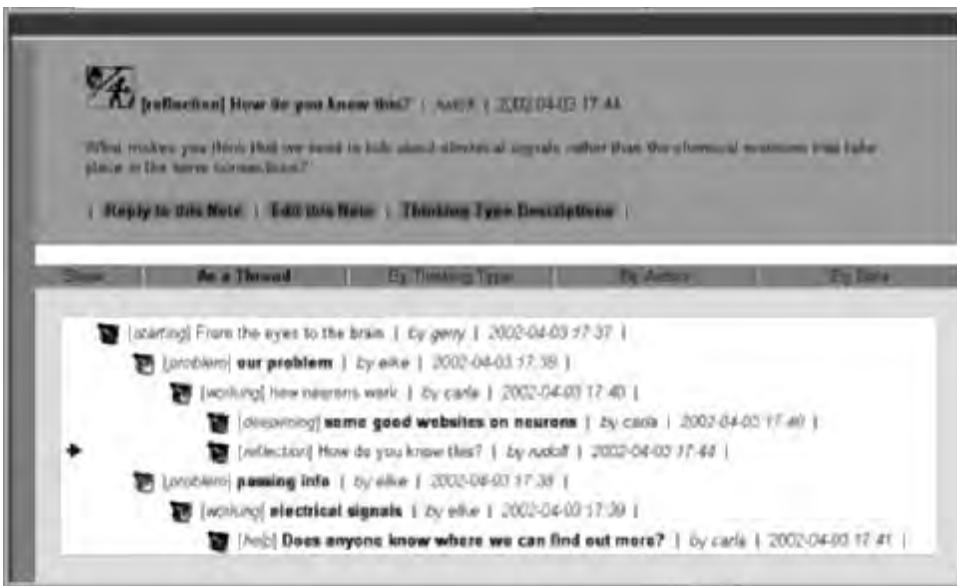 [reflection] How do you know this? | rudolf | 2002-04-03 17:44
What makes you think that we need to talk about electrical signals rather than the chemical reactions that take
place in the nerve connections?
| Reply to this Note | Edit this Note | Thinking Type Descriptions |
Show | As a Thread | By Thinking Type | By Author | By Date
[starting] From the eyes to the brain | by gerry | 2002-04-03 17:37 |
[problem] our problem | by elke | 2002-04-03 17:39 |
[working] how neurons work | by carla | 2002-04-03 17:40 |
[deepening] some good websites on neurons | by carla | 2002-04-03 17:40 |
[reflection] How do you know this? | by rudolf | 2002-04-03 17:44 |
[problem] passing info | by elke | 2002-04-03 17:38 |
[working] electrical signals | by elke | 2002-04-03 17:39 |
[help] Does anyone know where we can find out more? | by carla | 2002-04-03 17:41 |